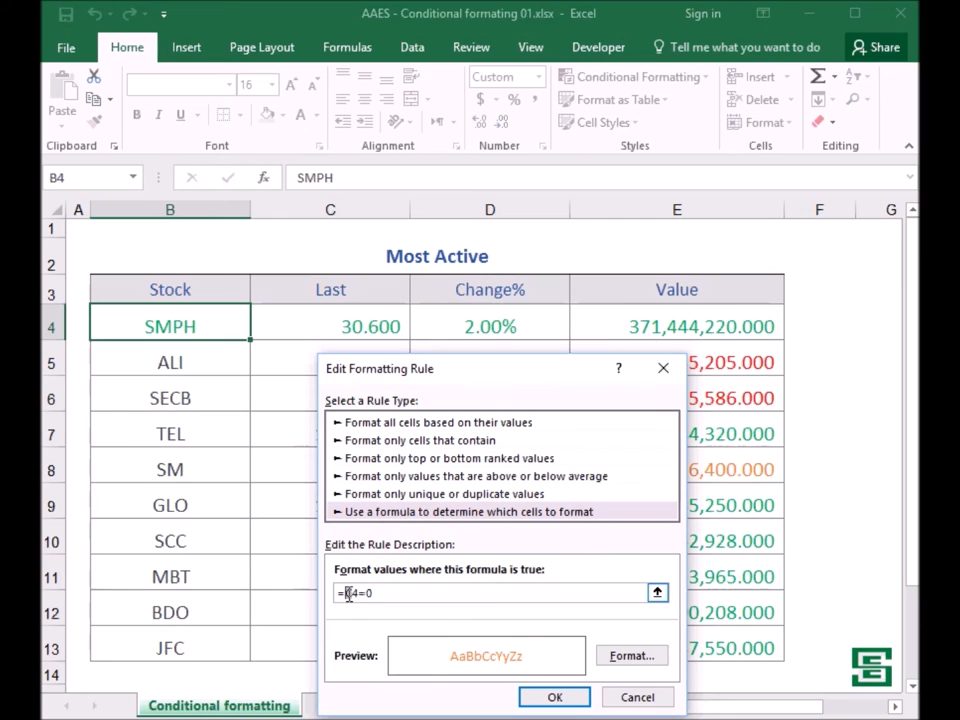 AAES - Conditional formating 01.xlsx - Excel
Sign in
File Home Insert Page Layout Formulas Data Review View Developer Tell me what you want to do Share
16
Custom
Conditional Formatting
Insert
Paste
B I U
$ % ,
Format as Table
Delete
Cell Styles
Format
Clipboard Font Alignment Number Styles Cells Editing
B4 fx SMPH
A B C D E F G
1
2 Most Active
3 Stock Last Change% Value
4 SMPH 30.600 2.00% 371,444,220.000
5 ALI 5,205.000
6 SECB 5,586.000
7 TEL 4,320.000
8 SM 6,400.000
9 GLO 5,250.000
10 SCC 2,928.000
11 MBT 3,965.000
12 BDO 0,208.000
13 JFC 7,550.000
14
Edit Formatting Rule ?
Select a Rule Type:
► Format all cells based on their values
► Format only cells that contain
► Format only top or bottom ranked values
► Format only values that are above or below average
► Format only unique or duplicate values
► Use a formula to determine which cells to format
Edit the Rule Description:
Format values where this formula is true:
Preview: AaBbCcYyZz Format...
OK Cancel
Conditional formatting